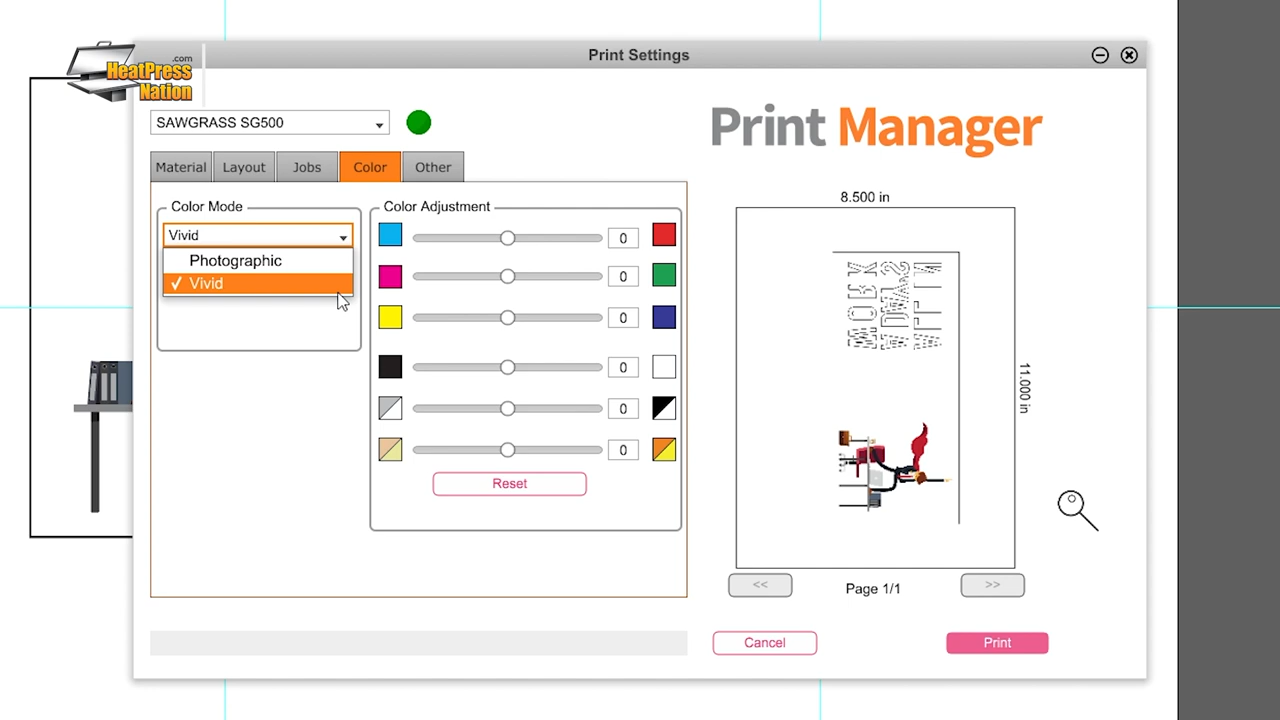 Print Settings
HeatPress
.com
Nation
SAWGRASS SG500
Print Manager
Material
Layout
Jobs
Color
Other
8.500 in
Color Mode
Vivid
Photographic
✓ Vivid
Color Adjustment
0
0
0
0
0
0
Reset
11.000 in
<<
Page 1/1
>>
Cancel
Print